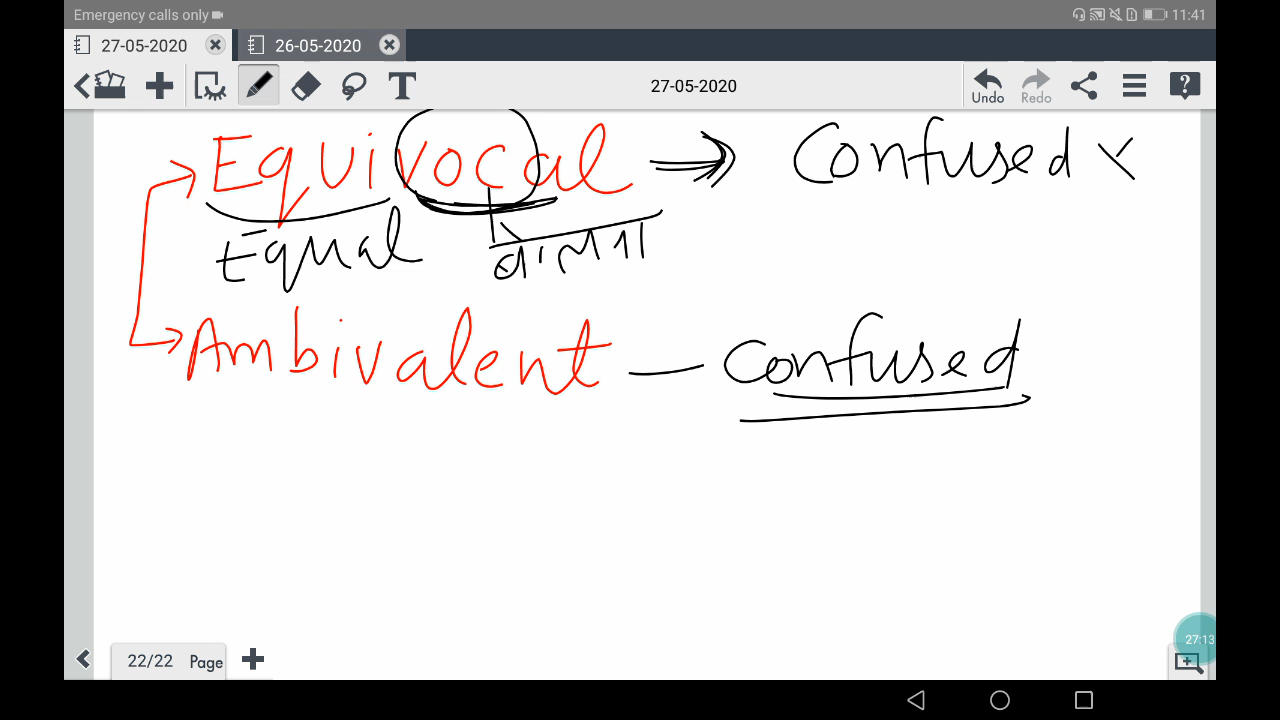 Emergency calls only 11:41
27-05-2020 26-05-2020
T 27-05-2020 Undo Redo ?
Equivocal ⇒ Confused ×
Equal
Ambivalent — Confused
27:13
22/22 Page